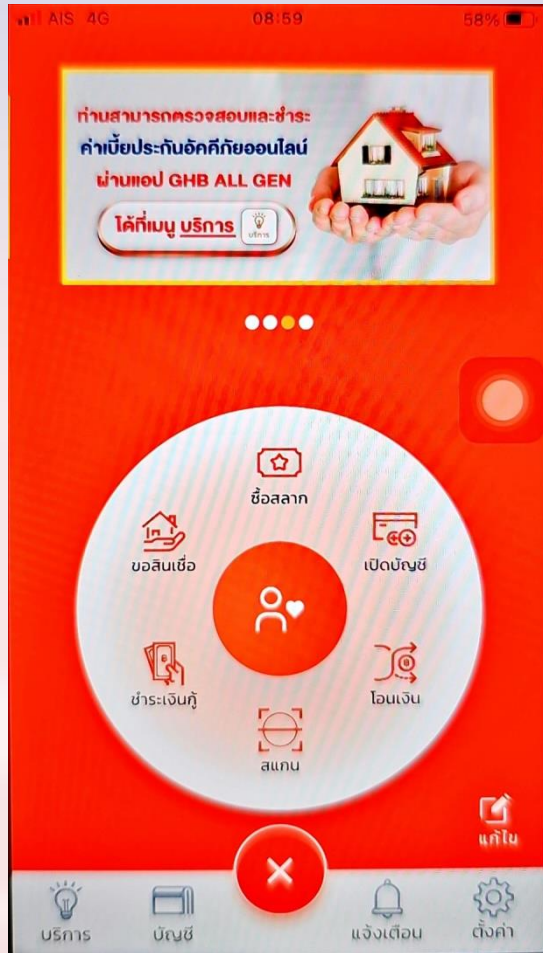 AIS 4G 08:59 58%
ท่านสามารถตรวจสอบและชำระ
ค่าเบี้ยประกันอัคคีภัยออนไลน์
ผ่านแอป GHB ALL GEN
ได้ที่เมนู บริการ
บริการ
ซื้อสลาก
ขอสินเชื่อ
เปิดบัญชี
ชำระเงินกู้
โอนเงิน
สแกน
แก้ไข
บริการ
บัญชี
แจ้งเตือน
ตั้งค่า